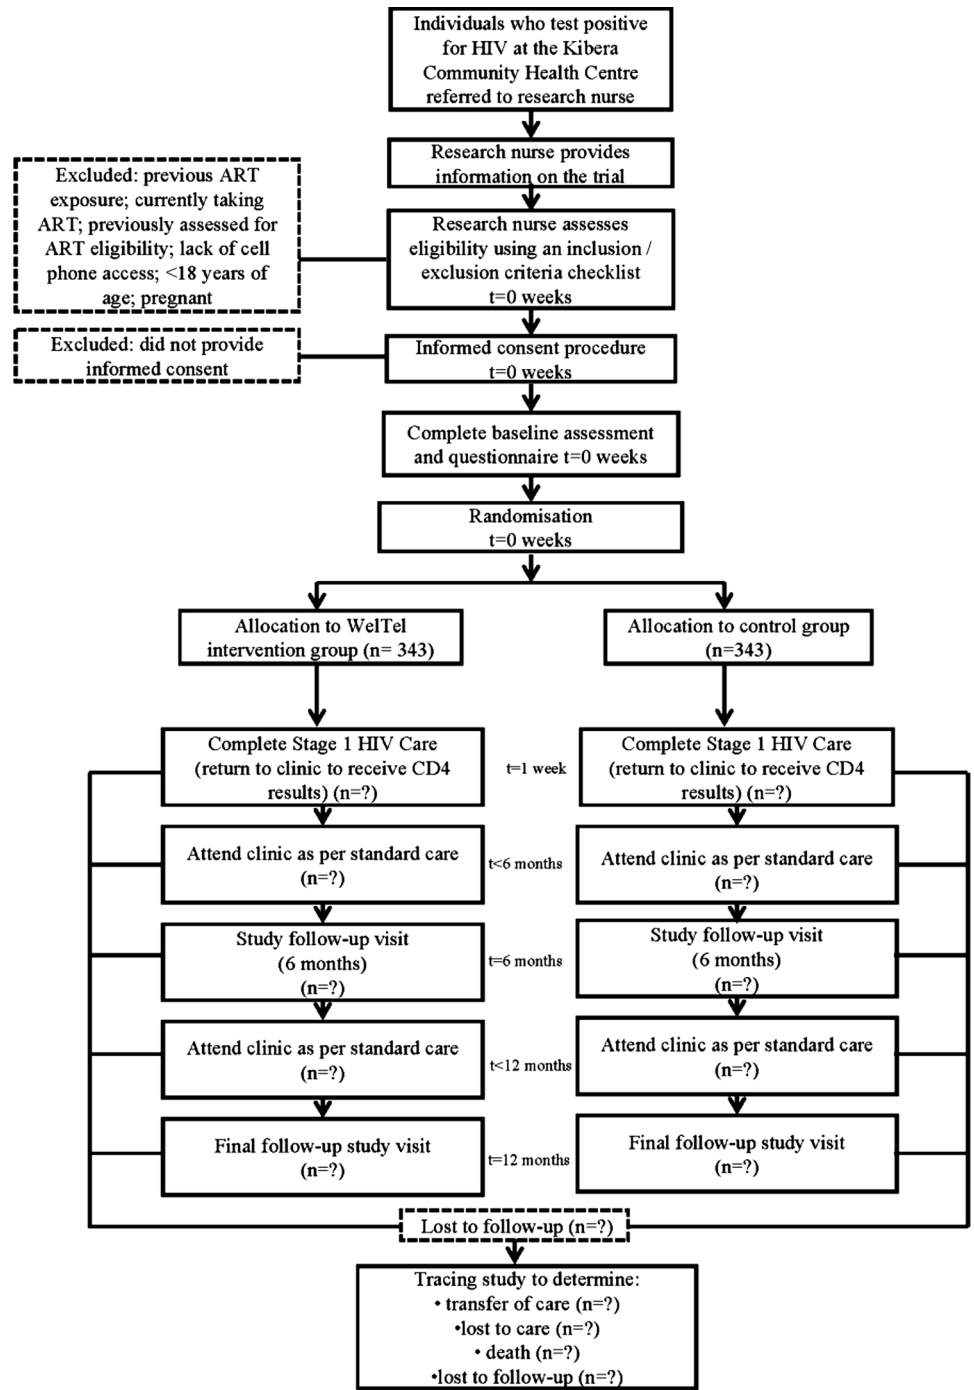 Individuals who test positive
for HIV at the Kibera
Community Health Centre
referred to research nurse
Research nurse provides
information on the trial
Excluded: previous ART
exposure; currently taking
ART; previously assessed for
ART eligibility; lack of cell
phone access; <18 years of
age; pregnant
Research nurse assesses
eligibility using an inclusion /
exclusion criteria checklist
t=0 weeks
Excluded: did not provide
informed consent
Informed consent procedure
t=0 weeks
Complete baseline assessment
and questionnaire t=0 weeks
Randomisation
t=0 weeks
Allocation to WelTel
intervention group (n= 343)
Allocation to control group
(n=343)
Complete Stage 1 HIV Care
(return to clinic to receive CD4
results) (n=?)
t=1 week
Complete Stage 1 HIV Care
(return to clinic to receive CD4
results) (n=?)
Attend clinic as per standard care
(n=?)
t<6 months
Attend clinic as per standard care
(n=?)
Study follow-up visit
(6 months)
(n=?)
t=6 months
Study follow-up visit
(6 months)
(n=?)
Attend clinic as per standard care
(n=?)
t<12 months
Attend clinic as per standard care
(n=?)
Final follow-up study visit
(n=?)
t=12 months
Final follow-up study visit
(n=?)
Lost to follow-up (n=?)
Tracing study to determine:
• transfer of care (n=?)
•lost to care (n=?)
• death (n=?)
•lost to follow-up (n=?)